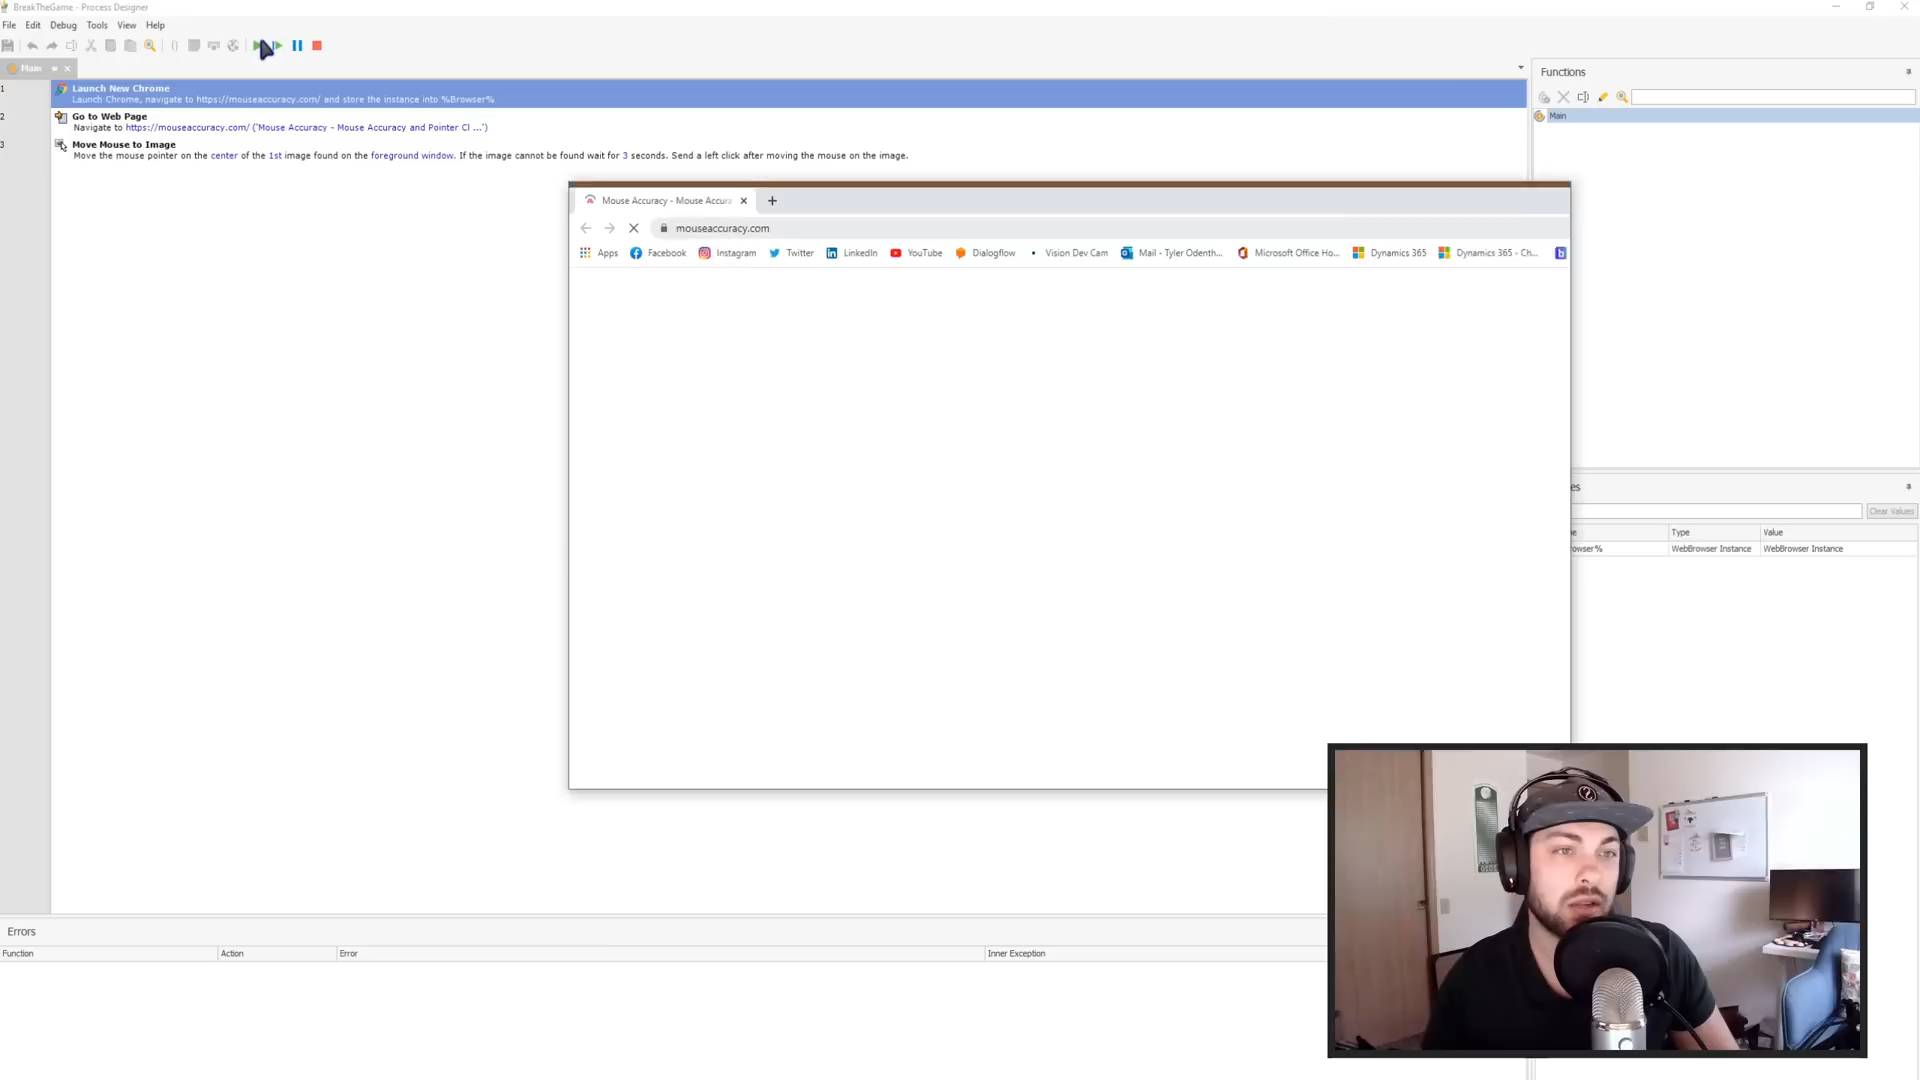 BreakTheGame - Process Designer
File Edit Debug Tools View Help
Main
Functions
1
Launch New Chrome
Launch Chrome, navigate to https://mouseaccuracy.com/ and store the instance into %Browser%
2
Go to Web Page
Navigate to https://mouseaccuracy.com/ ('Mouse Accuracy - Mouse Accuracy and Pointer Cl ...')
3
Move Mouse to Image
Move the mouse pointer on the center of the 1st image found on the foreground window. If the image cannot be found wait for 3 seconds. Send a left click after moving the mouse on the image.
Main
Mouse Accuracy - Mouse Accura
mouseaccuracy.com
Apps Facebook Instagram Twitter LinkedIn YouTube Dialogflow Vision Dev Cam Mail - Tyler Odenth... Microsoft Office Ho... Dynamics 365 Dynamics 365 - Ch...
es
Clear Values
e Type Value
rowser% WebBrowser Instance WebBrowser Instance
Errors
Function Action Error Inner Exception